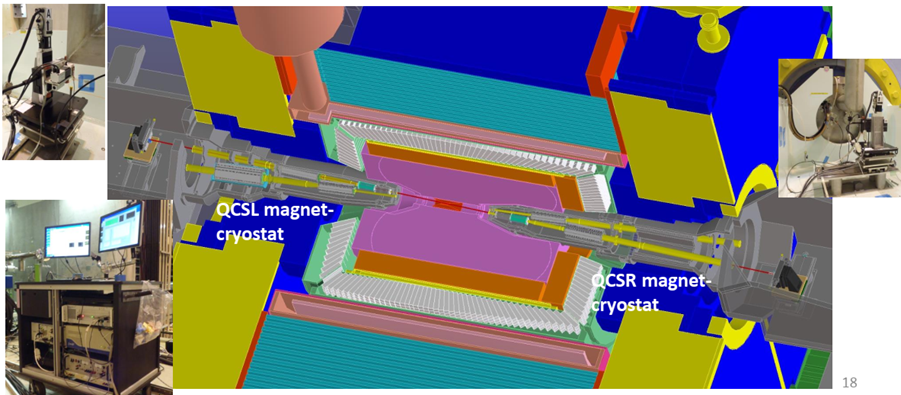 QCSL magnet-
cryostat
QCSR magnet-
cryostat
18